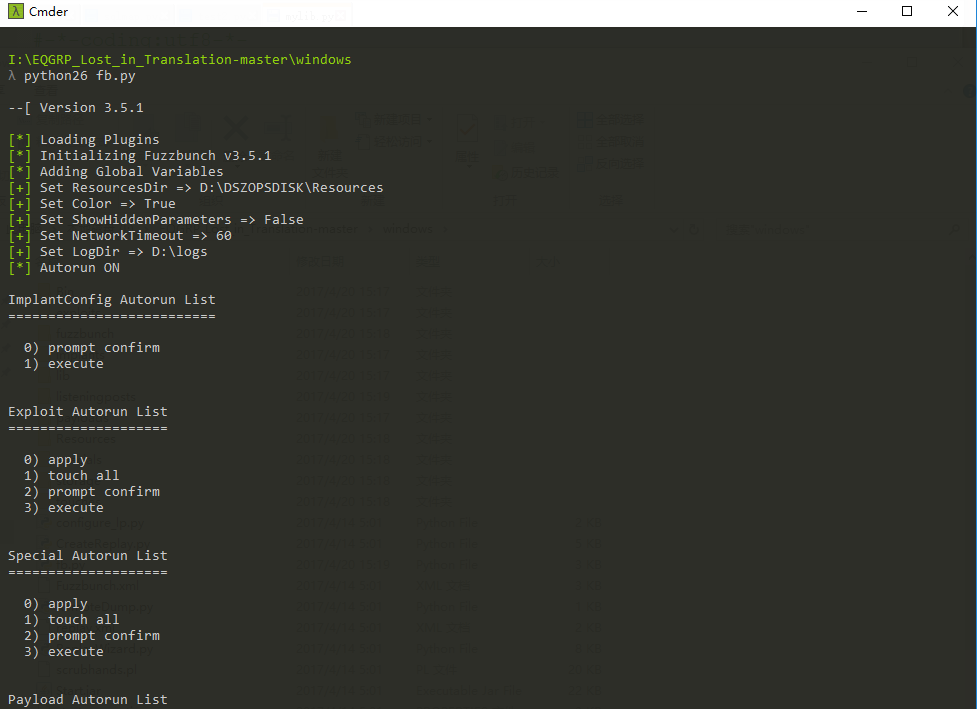 Cmder
I:\EQGRP_Lost_in_Translation-master\windows
λ python26 fb.py
--[ Version 3.5.1
[*] Loading Plugins
[*] Initializing Fuzzbunch v3.5.1
[*] Adding Global Variables
[+] Set ResourcesDir => D:\DSZOPSDISK\Resources
[+] Set Color => True
[+] Set ShowHiddenParameters => False
[+] Set NetworkTimeout => 60
[+] Set LogDir => D:\logs
[*] Autorun ON
ImplantConfig Autorun List
==========================
0) prompt confirm
1) execute
Exploit Autorun List
====================
0) apply
1) touch all
2) prompt confirm
3) execute
Special Autorun List
====================
0) apply
1) touch all
2) prompt confirm
3) execute
Payload Autorun List